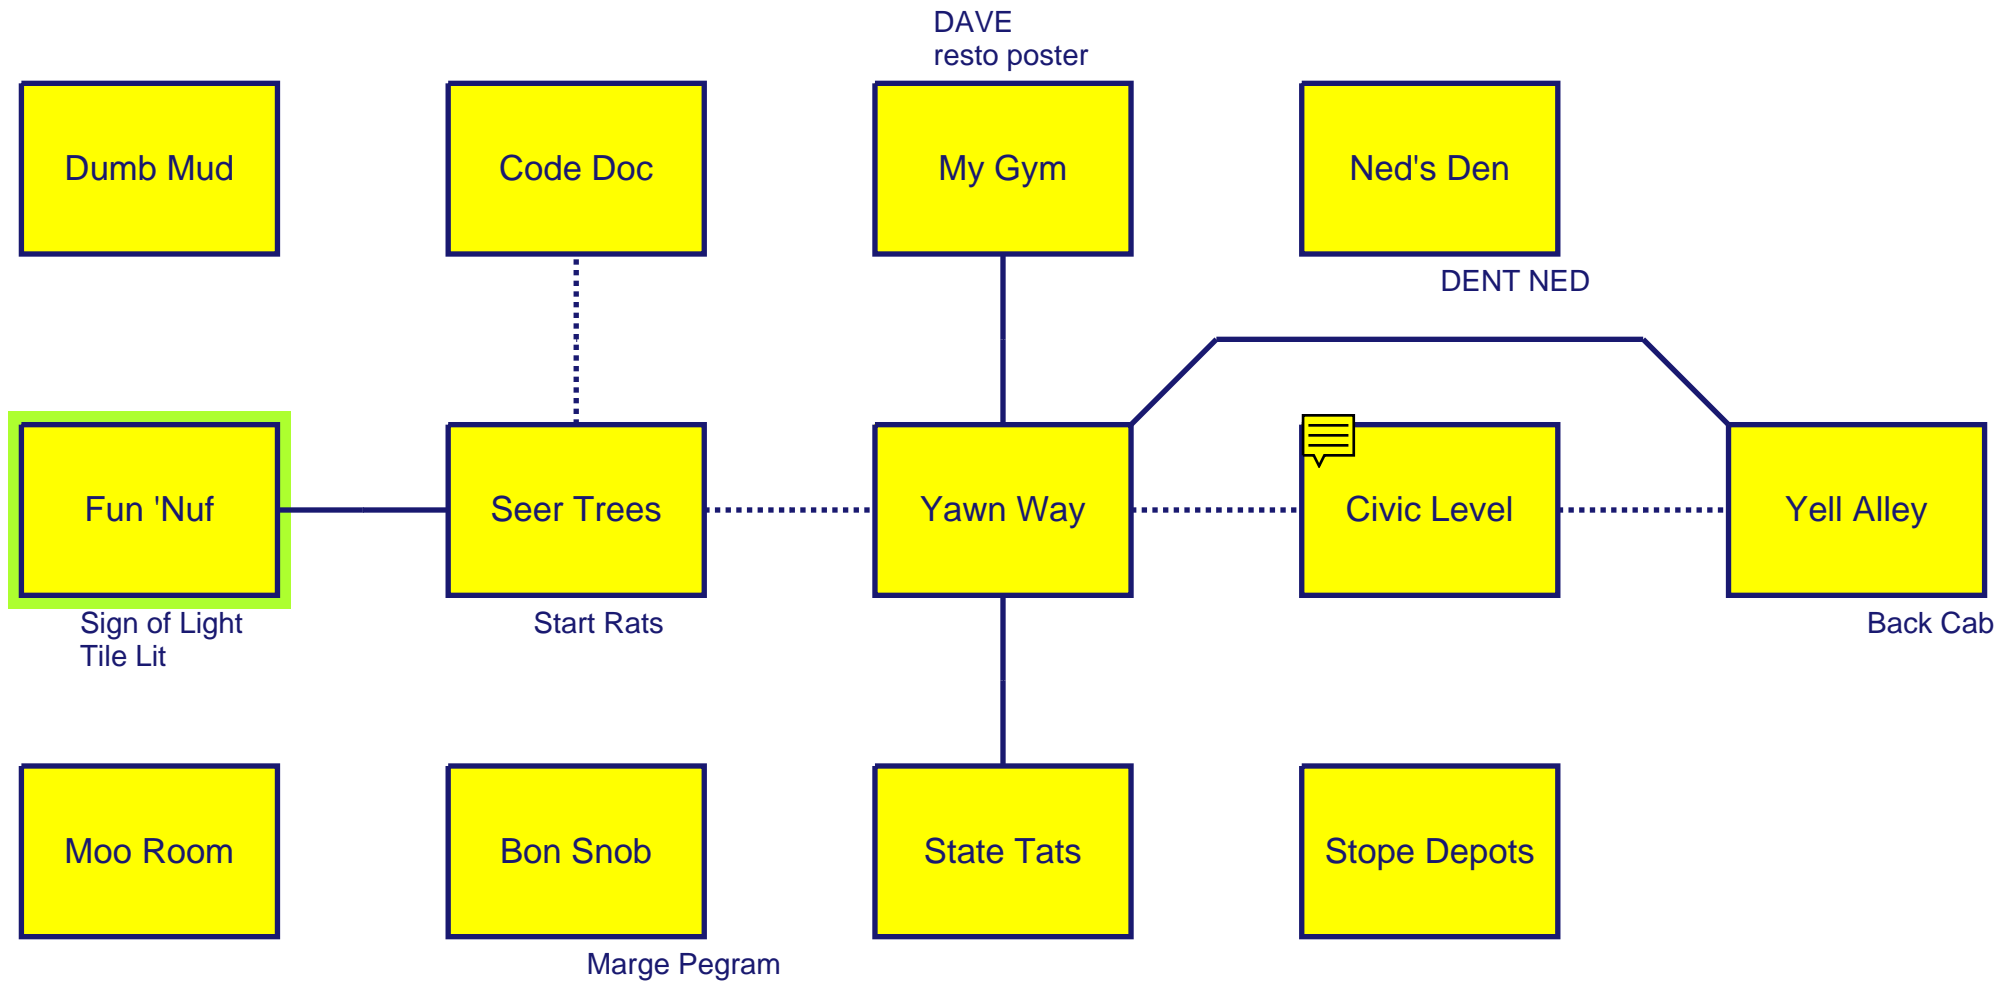 DAVE
resto poster
Dumb Mud
Code Doc
My Gym
Ned's Den
DENT NED
Fun 'Nuf
Seer Trees
Yawn Way
Civic Level
Yell Alley
Sign of Light
Tile Lit
Start Rats
Back Cab
Moo Room
Bon Snob
State Tats
Stope Depots
Marge Pegram